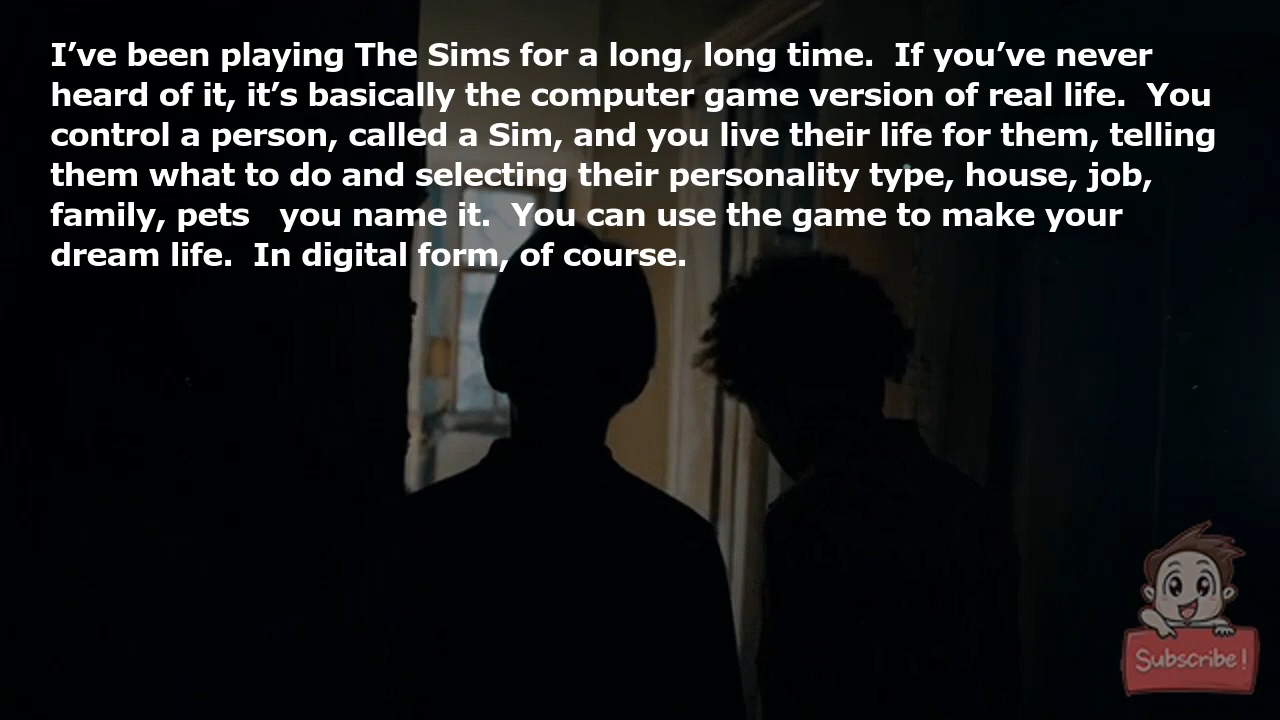 I’ve been playing The Sims for a long, long time.  If you’ve never
heard of it, it’s basically the computer game version of real life.  You
control a person, called a Sim, and you live their life for them, telling
them what to do and selecting their personality type, house, job,
family, pets   you name it.  You can use the game to make your
dream life.  In digital form, of course.
Subscribe!